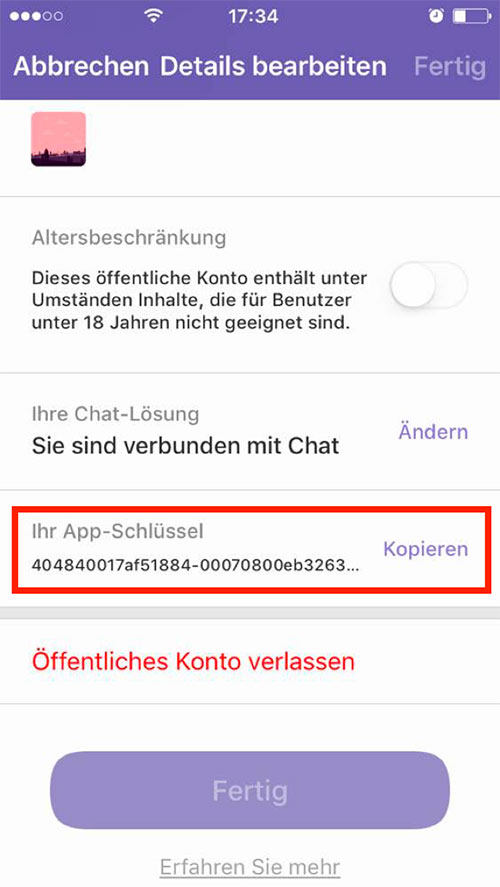 17:34
Abbrechen Details bearbeiten Fertig
Altersbeschränkung
Dieses öffentliche Konto enthält unter
Umständen Inhalte, die für Benutzer
unter 18 Jahren nicht geeignet sind.
Ihre Chat-Lösung
Sie sind verbunden mit Chat
Ändern
Ihr App-Schlüssel
404840017af51884-00070800eb3263...
Kopieren
Öffentliches Konto verlassen
Fertig
Erfahren Sie mehr